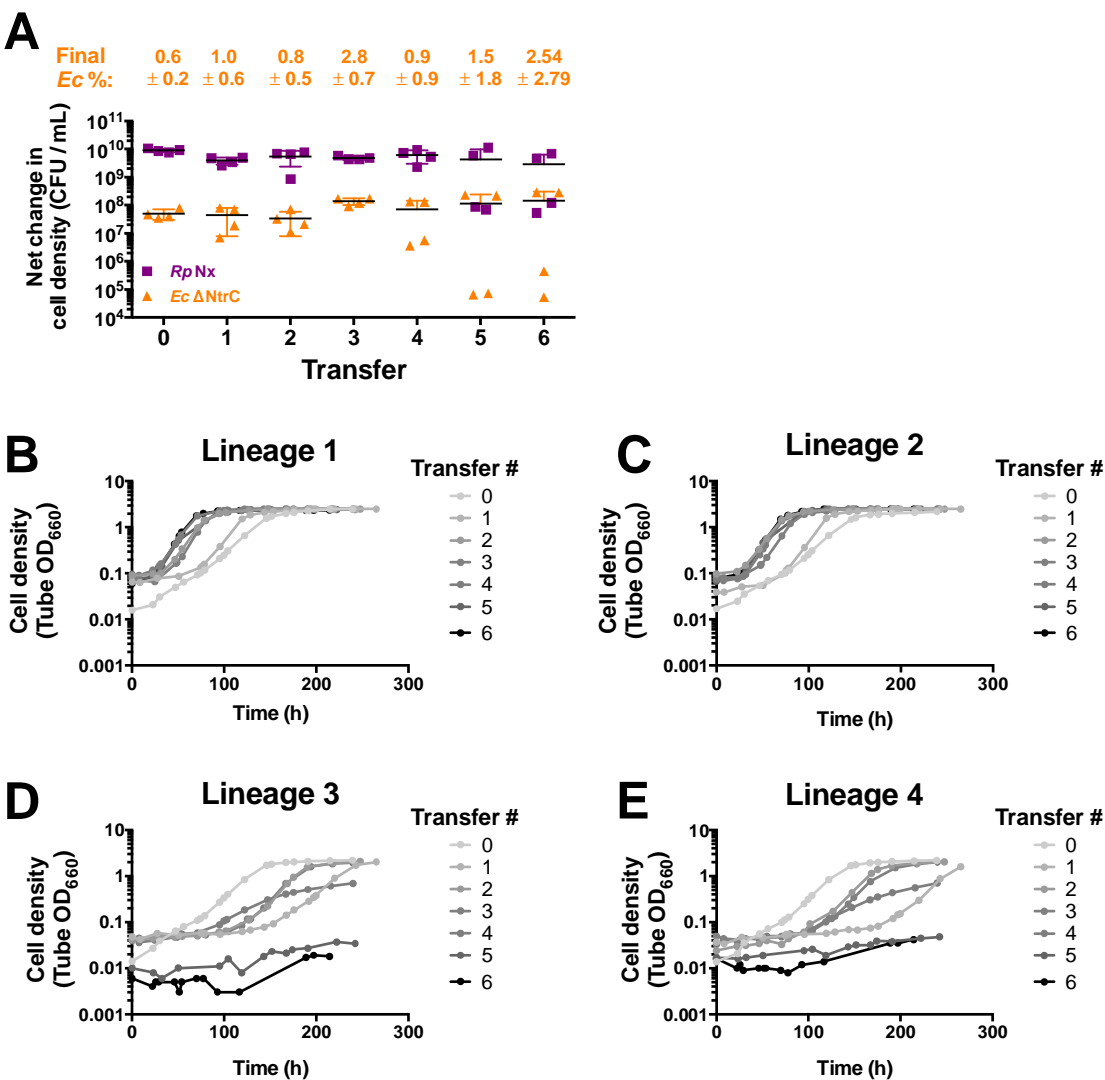 A
Final 0.6 1.0 0.8 2.8 0.9 1.5 2.54
Ec %: ± 0.2 ± 0.6 ± 0.5 ± 0.7 ± 0.9 ± 1.8 ± 2.79
Net change in
cell density (CFU / mL)
10¹¹
10¹⁰
10⁹
10⁸
10⁷
10⁶
10⁵
10⁴
Rp Nx
Ec ΔNtrC
0 1 2 3 4 5 6
Transfer
B
Lineage 1
Transfer #
0
1
2
3
4
5
6
Cell density
(Tube OD₆₆₀)
10
1
0.1
0.01
0.001
0 100 200 300
Time (h)
C
Lineage 2
Transfer #
0
1
2
3
4
5
6
Cell density
(Tube OD₆₆₀)
10
1
0.1
0.01
0.001
0 100 200 300
Time (h)
D
Lineage 3
Transfer #
0
1
2
3
4
5
6
Cell density
(Tube OD₆₆₀)
10
1
0.1
0.01
0.001
0 100 200 300
Time (h)
E
Lineage 4
Transfer #
0
1
2
3
4
5
6
Cell density
(Tube OD₆₆₀)
10
1
0.1
0.01
0.001
0 100 200 300
Time (h)